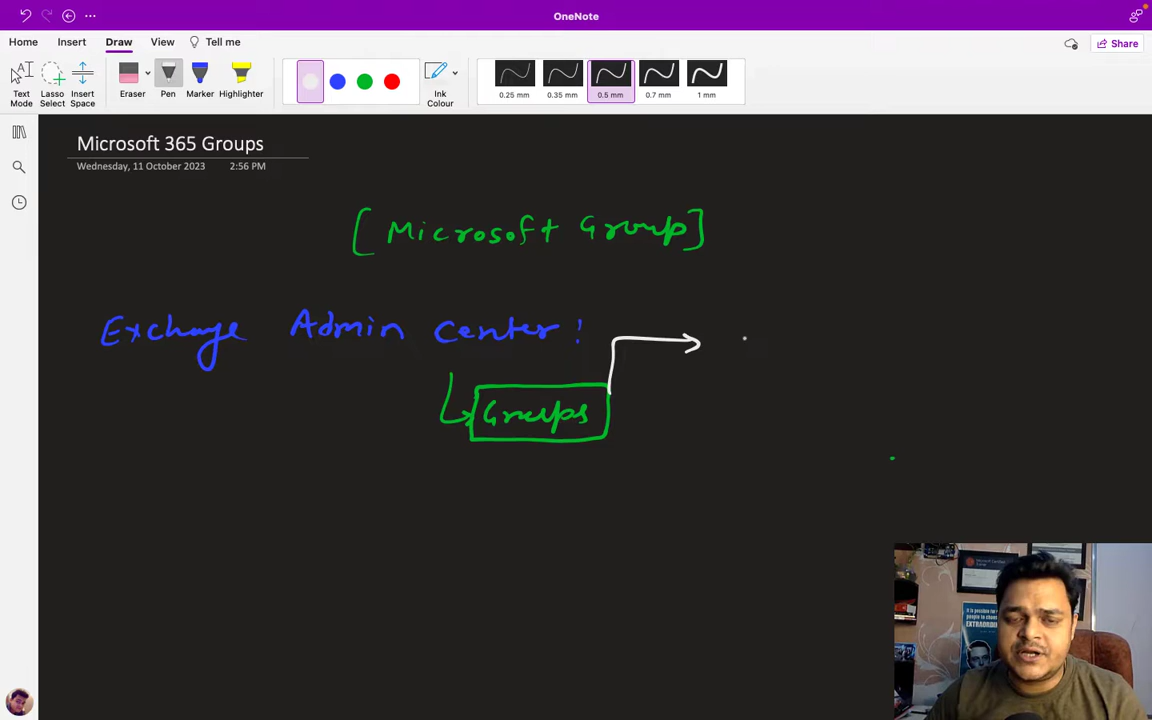 OneNote
Home Insert Draw View Tell me
Share
Text Mode
Lasso Select
Insert Space
Eraser
Pen
Marker
Highlighter
Ink Colour
0.25 mm
0.35 mm
0.5 mm
0.7 mm
1 mm
Microsoft 365 Groups
Wednesday, 11 October 2023 2:56 PM
[Microsoft Group]
Exchange Admin Center:
Groups
EXTRAORDIN